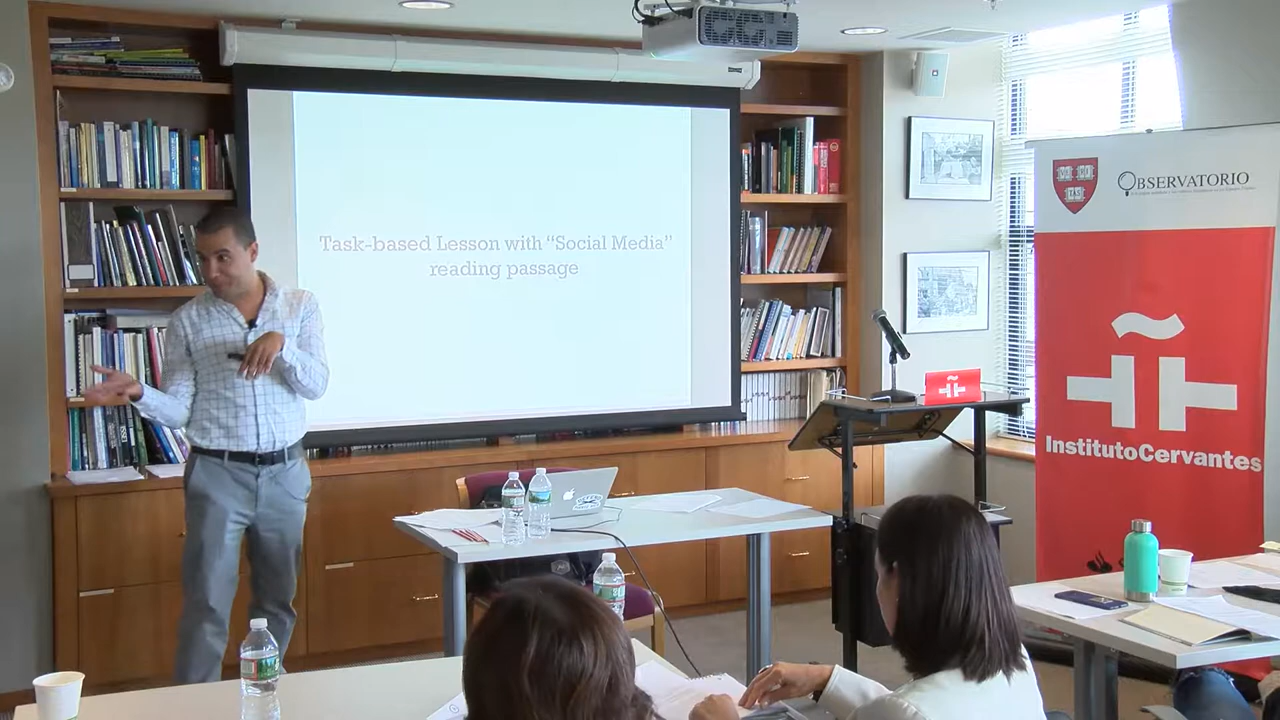 Task-based Lesson with “Social Media”
reading passage
OBSERVATORIO
InstitutoCervantes